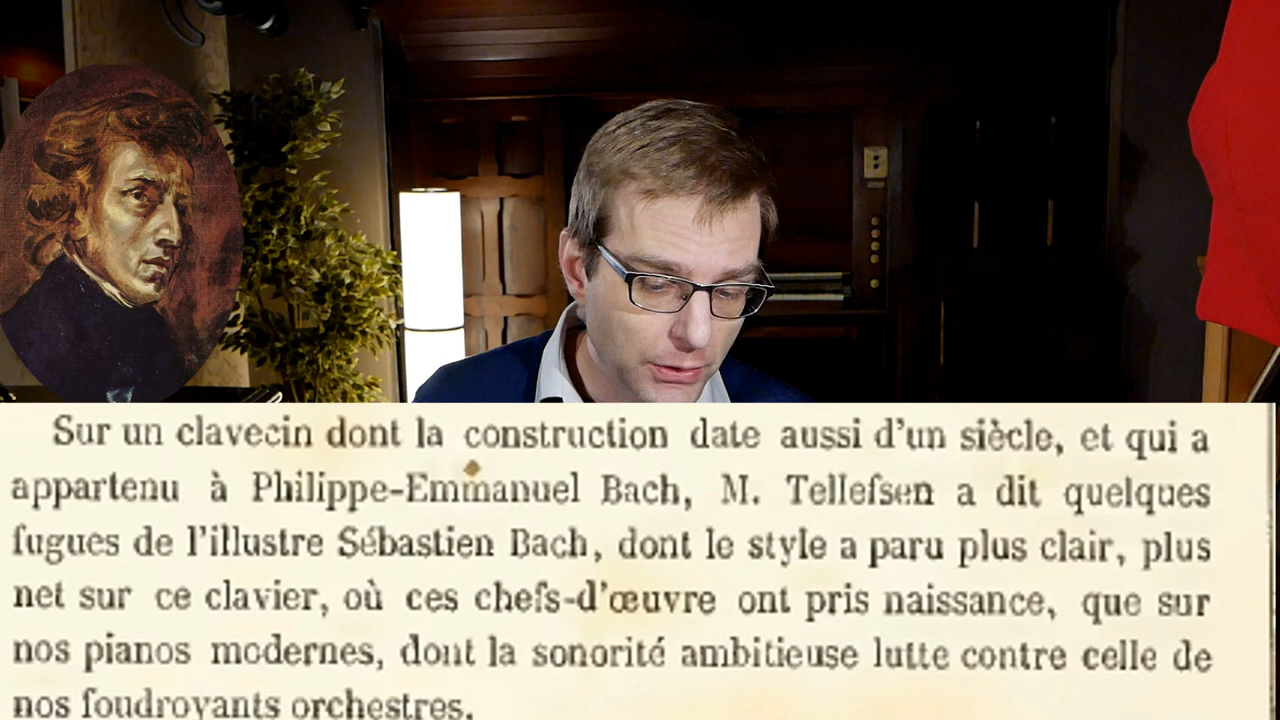 Sur un clavecin dont la construction date aussi d'un siècle, et qui a
appartenu à Philippe-Emmanuel Bach, M. Tellefsen a dit quelques
fugues de l'illustre Sébastien Bach, dont le style a paru plus clair, plus
net sur ce clavier, où ces chefs-d'œuvre ont pris naissance, que sur
nos pianos modernes, dont la sonorité ambitieuse lutte contre celle de
nos foudroyants orchestres.